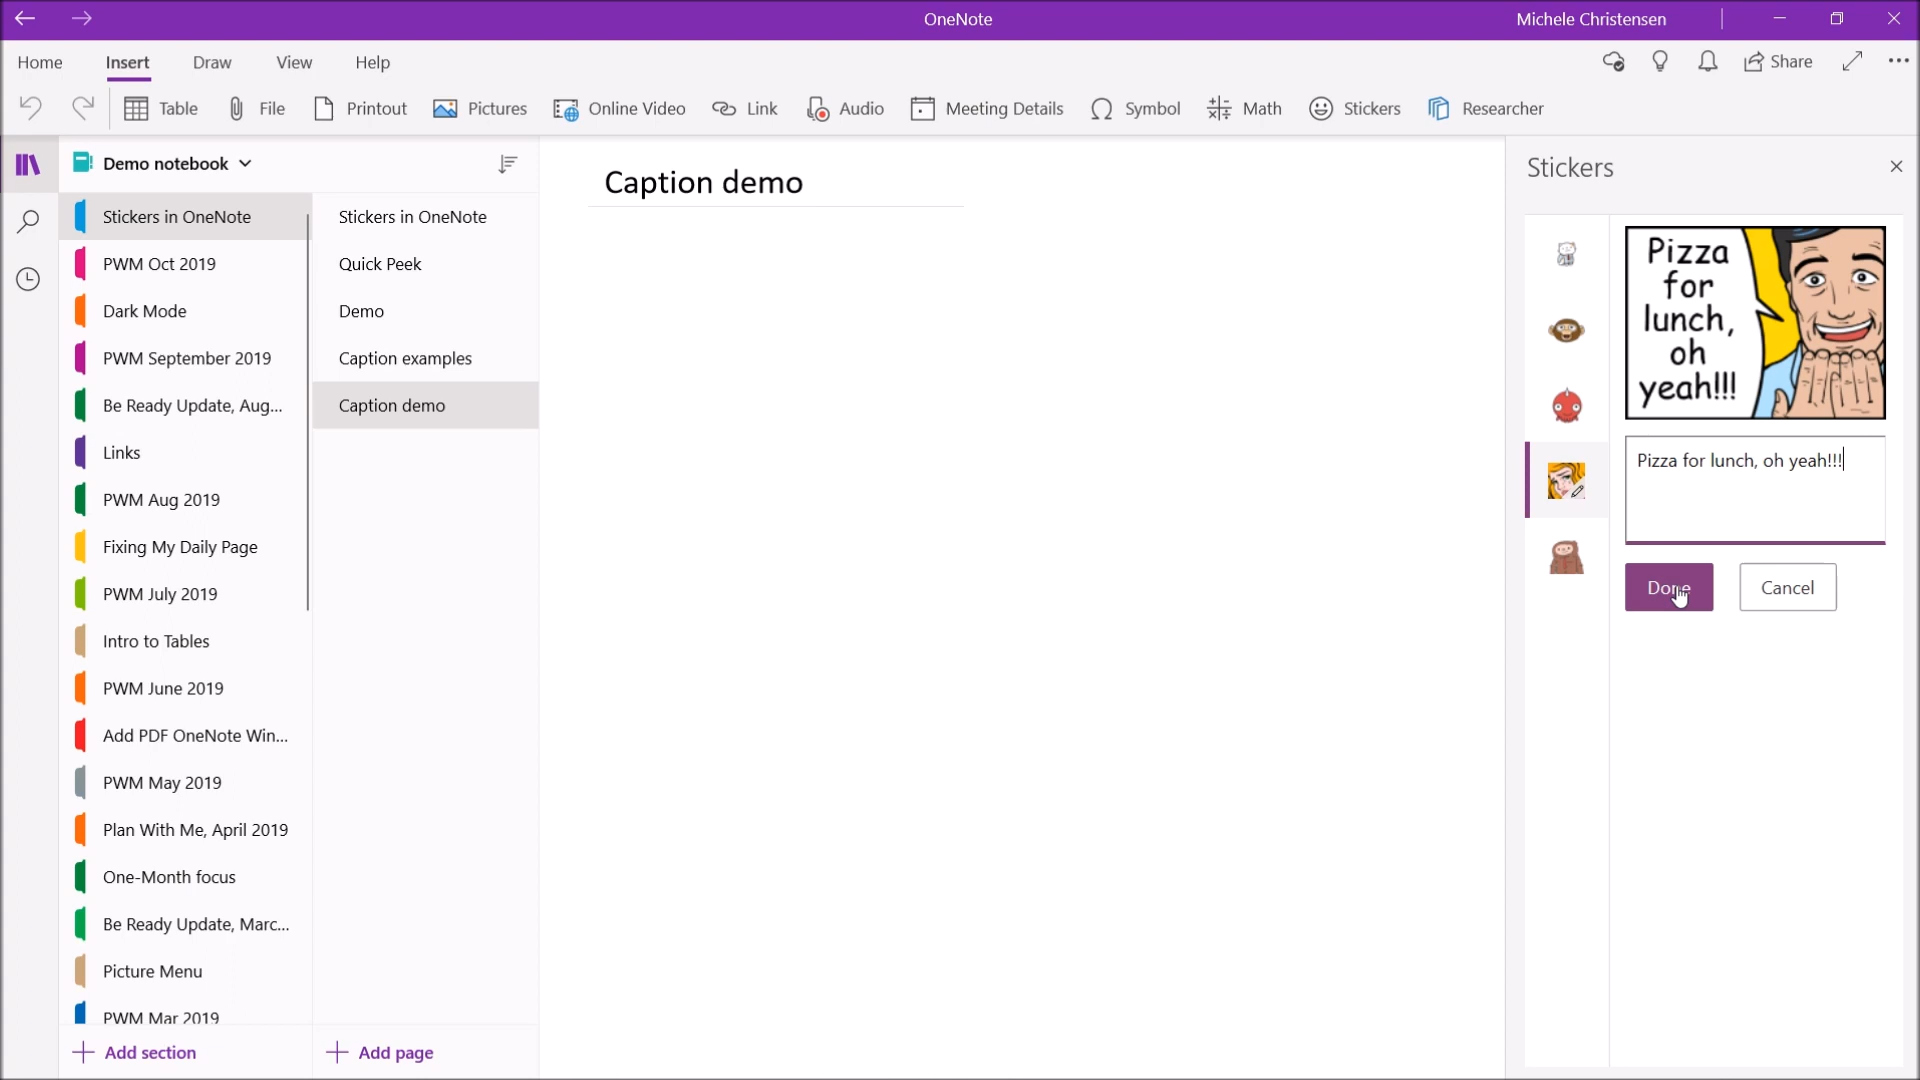 OneNote
Michele Christensen
Home Insert Draw View Help
Share
Table File Printout Pictures Online Video Link Audio Meeting Details Symbol Math Stickers Researcher
Demo notebook
Stickers in OneNote
PWM Oct 2019
Dark Mode
PWM September 2019
Be Ready Update, Aug...
Links
PWM Aug 2019
Fixing My Daily Page
PWM July 2019
Intro to Tables
PWM June 2019
Add PDF OneNote Win...
PWM May 2019
Plan With Me, April 2019
One-Month focus
Be Ready Update, Marc...
Picture Menu
PWM Mar 2019
Add section
Stickers in OneNote
Quick Peek
Demo
Caption examples
Caption demo
Add page
Caption demo
Stickers
Pizza
for
lunch,
oh
yeah!!!
Pizza for lunch, oh yeah!!!
Done
Cancel